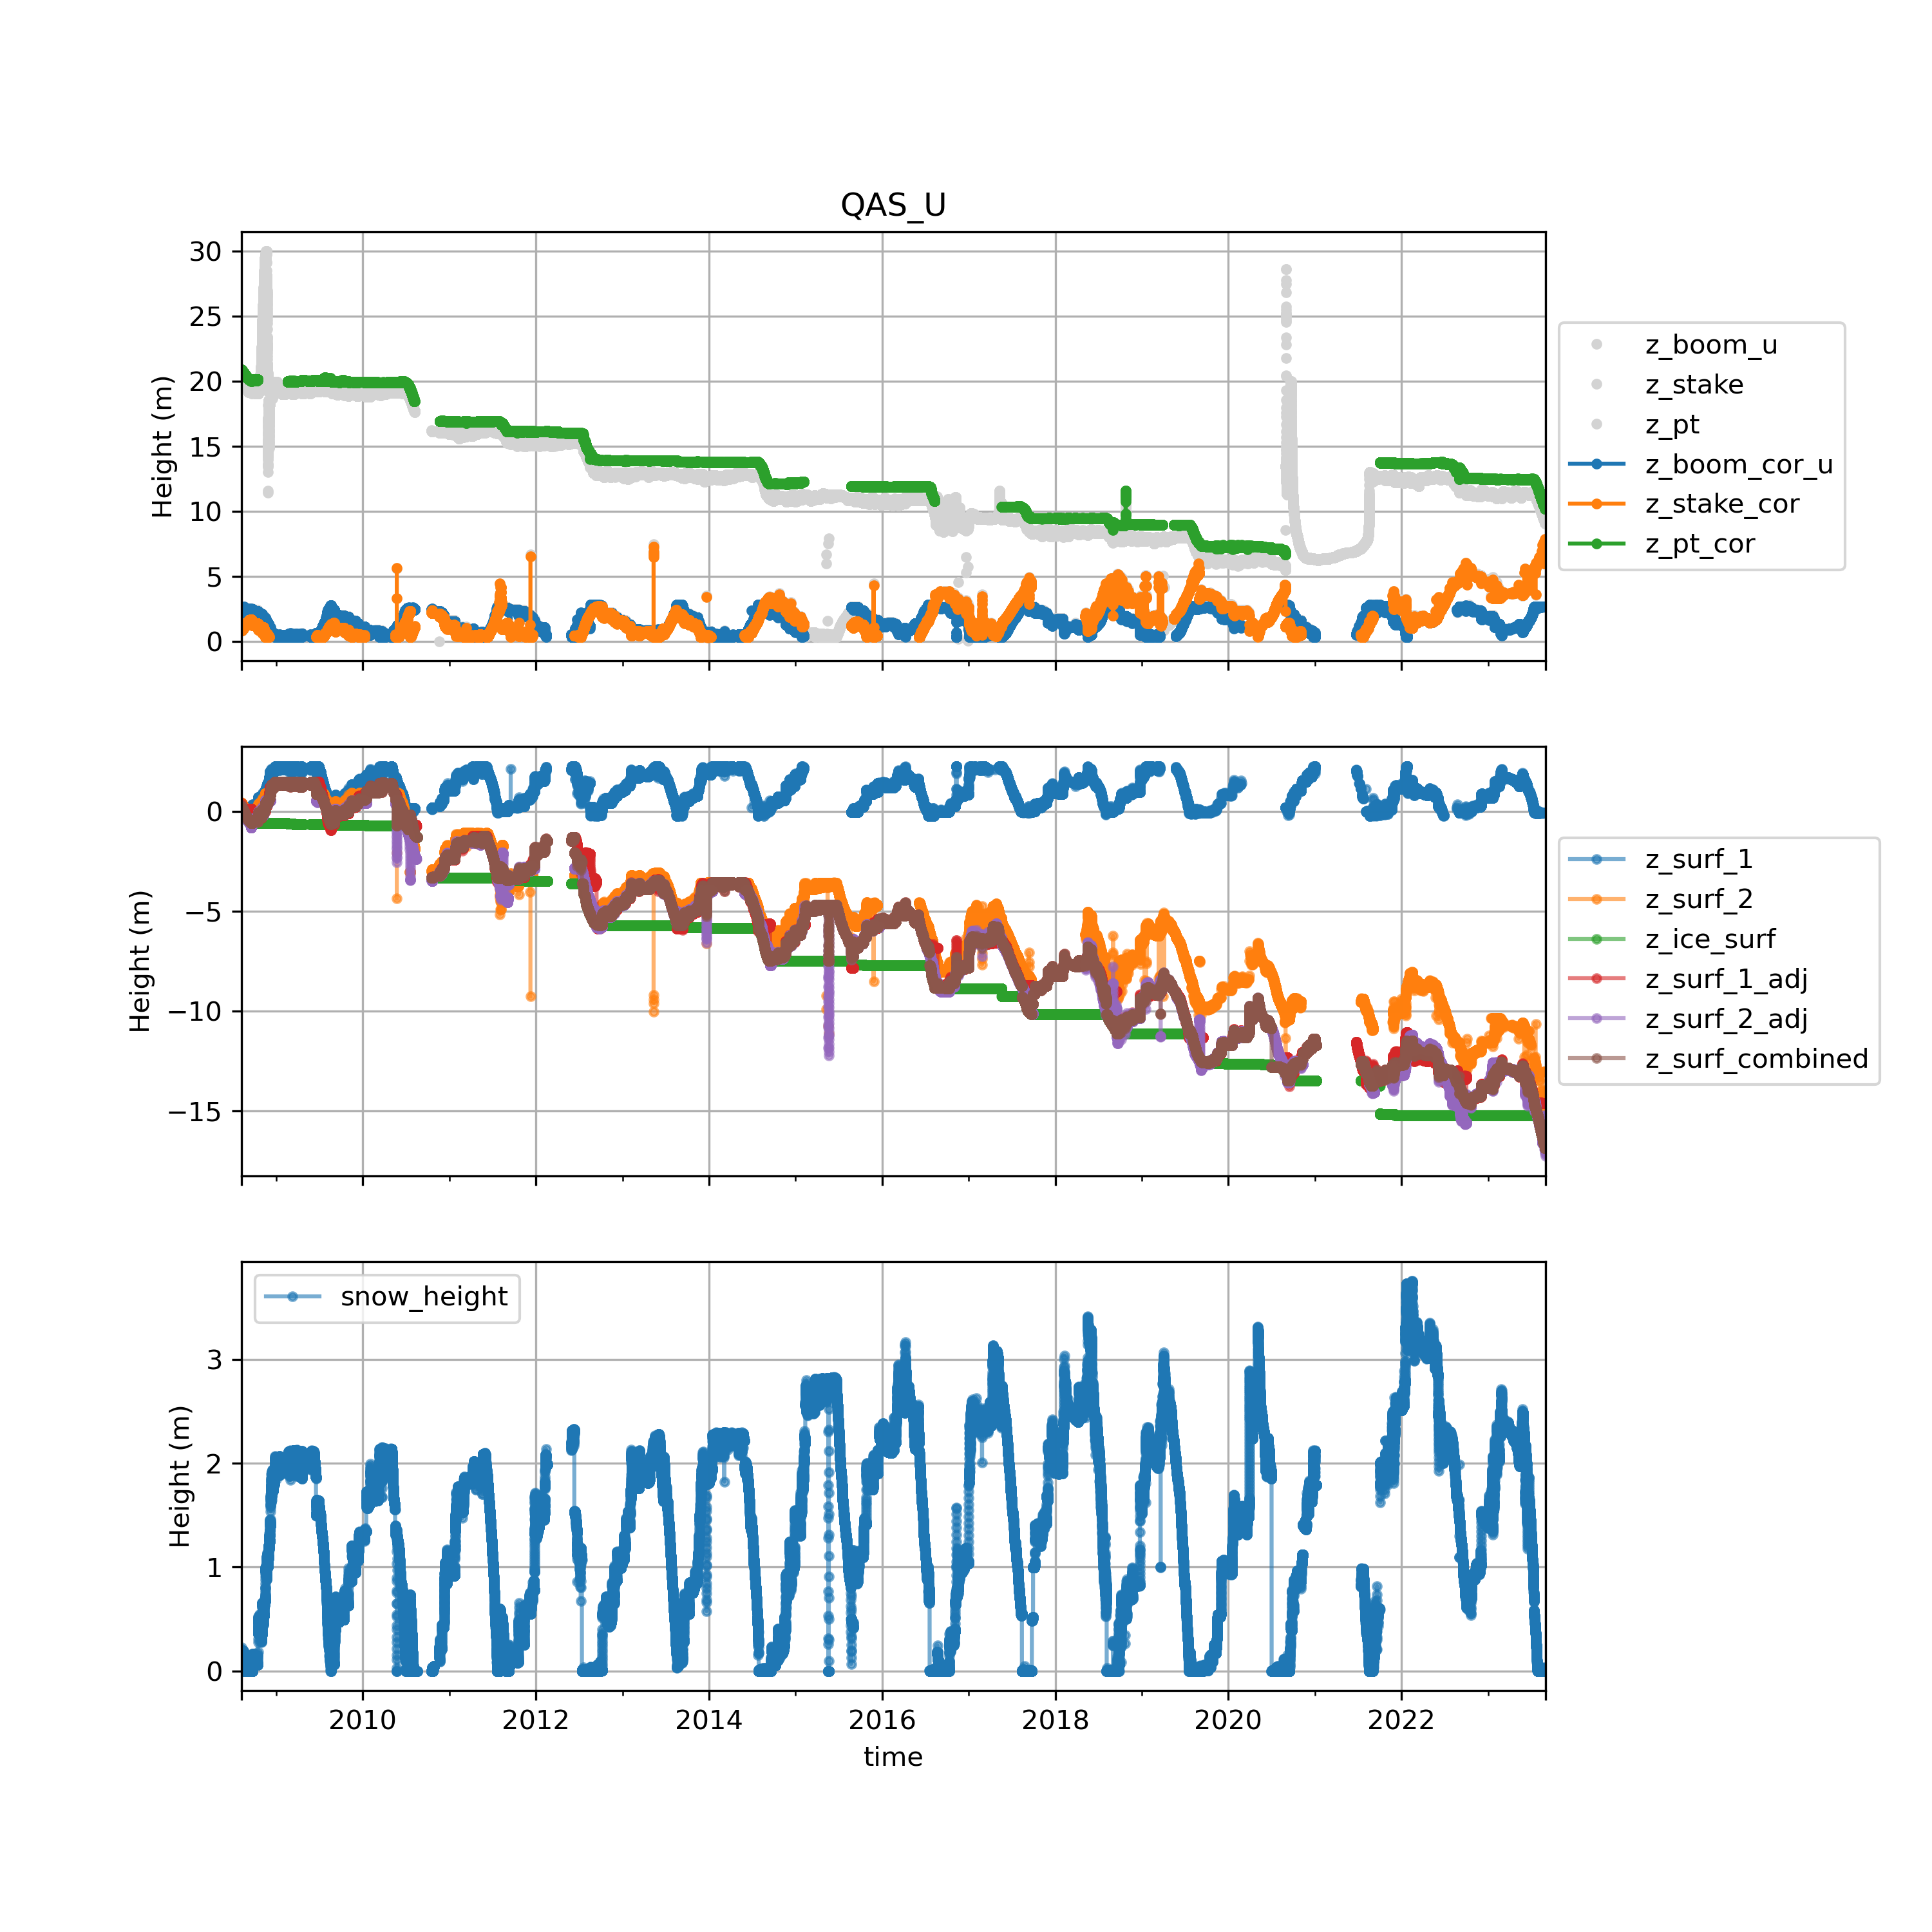 QAS_U
30
25
20
15
10
5
0
Height (m)
z_boom_u
z_stake
z_pt
z_boom_cor_u
z_stake_cor
z_pt_cor
0
−5
−10
−15
Height (m)
z_surf_1
z_surf_2
z_ice_surf
z_surf_1_adj
z_surf_2_adj
z_surf_combined
snow_height
3
2
1
0
Height (m)
2010 2012 2014 2016 2018 2020 2022
time